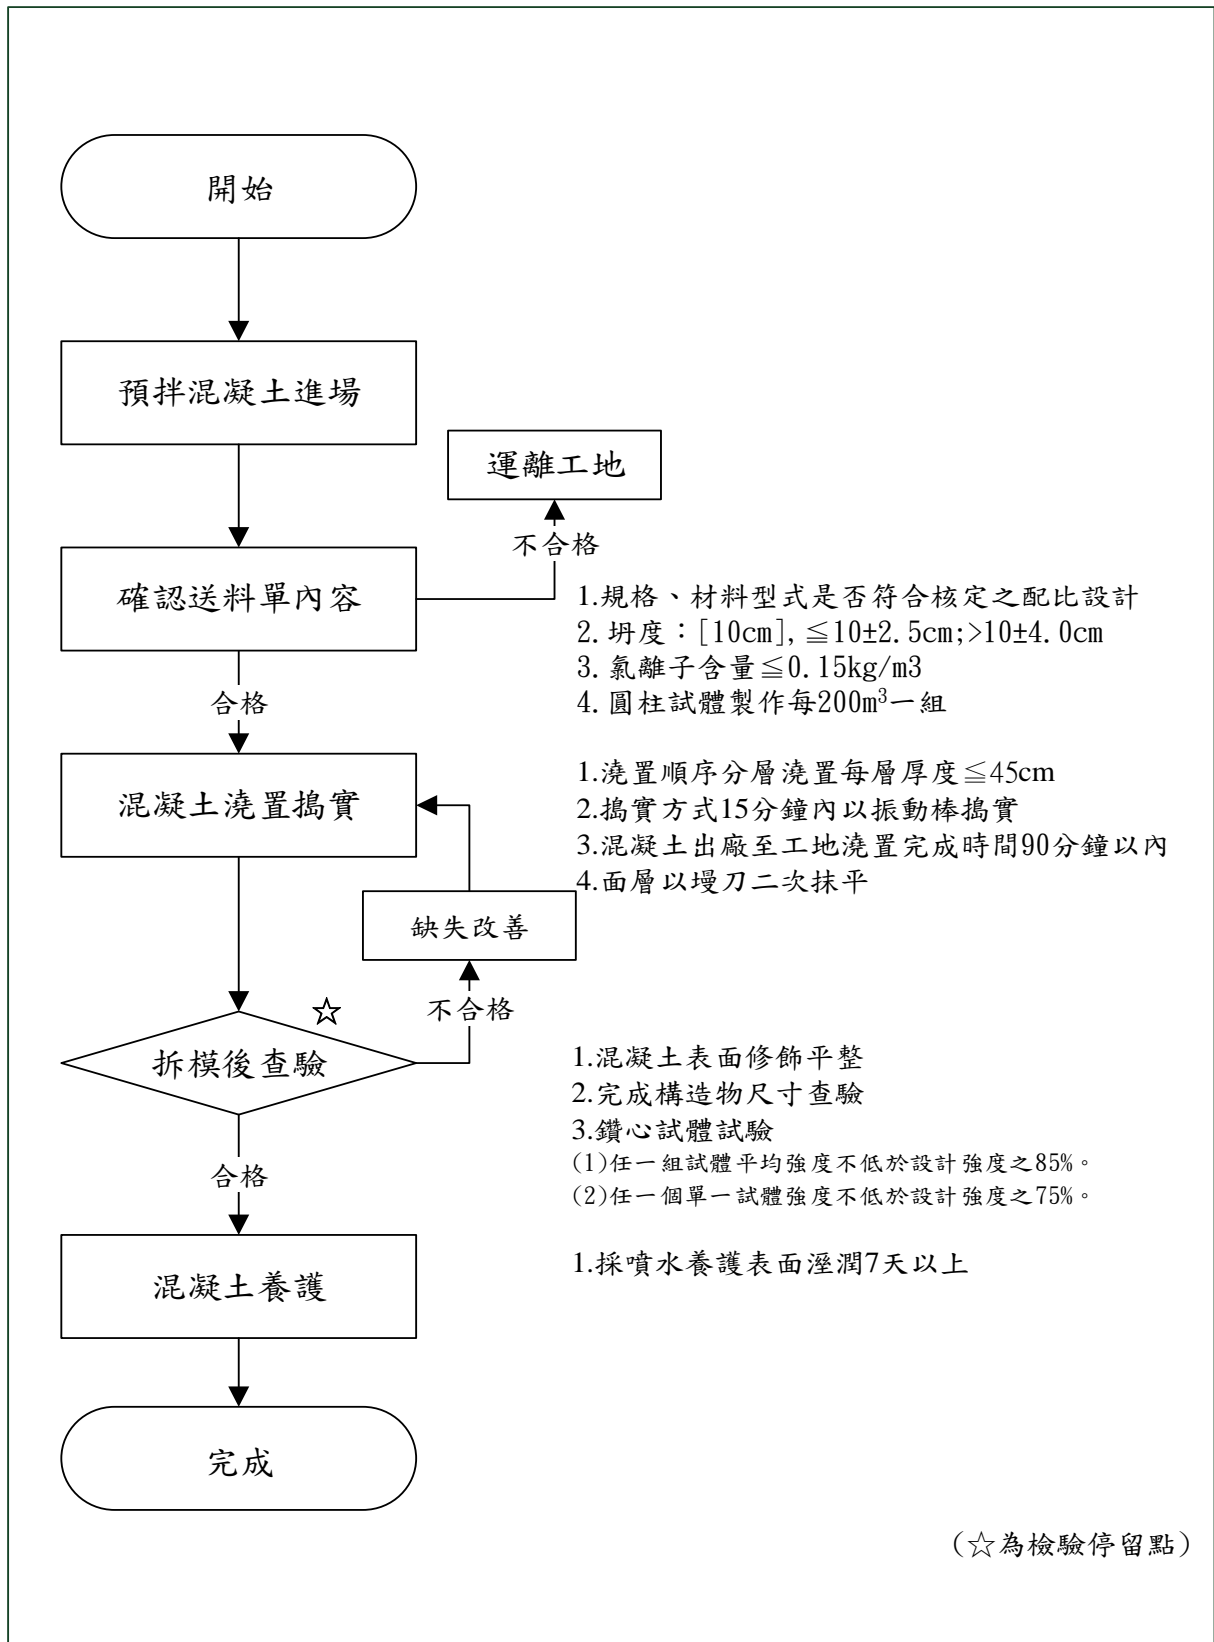 開始
預拌混凝土進場
運離工地
不合格
確認送料單內容
1.規格、材料型式是否符合核定之配比設計
2.坍度：[10cm],≦10±2.5cm;>10±4.0cm
3.氯離子含量≦0.15kg/m3
4.圓柱試體製作每200m³一組
合格
混凝土澆置搗實
1.澆置順序分層澆置每層厚度≦45cm
2.搗實方式15分鐘內以振動棒搗實
3.混凝土出廠至工地澆置完成時間90分鐘以內
4.面層以墁刀二次抹平
缺失改善
不合格
☆
拆模後查驗
1.混凝土表面修飾平整
2.完成構造物尺寸查驗
3.鑽心試體試驗
(1)任一組試體平均強度不低於設計強度之85%。
(2)任一個單一試體強度不低於設計強度之75%。
合格
混凝土養護
1.採噴水養護表面溼潤7天以上
完成
(☆為檢驗停留點)